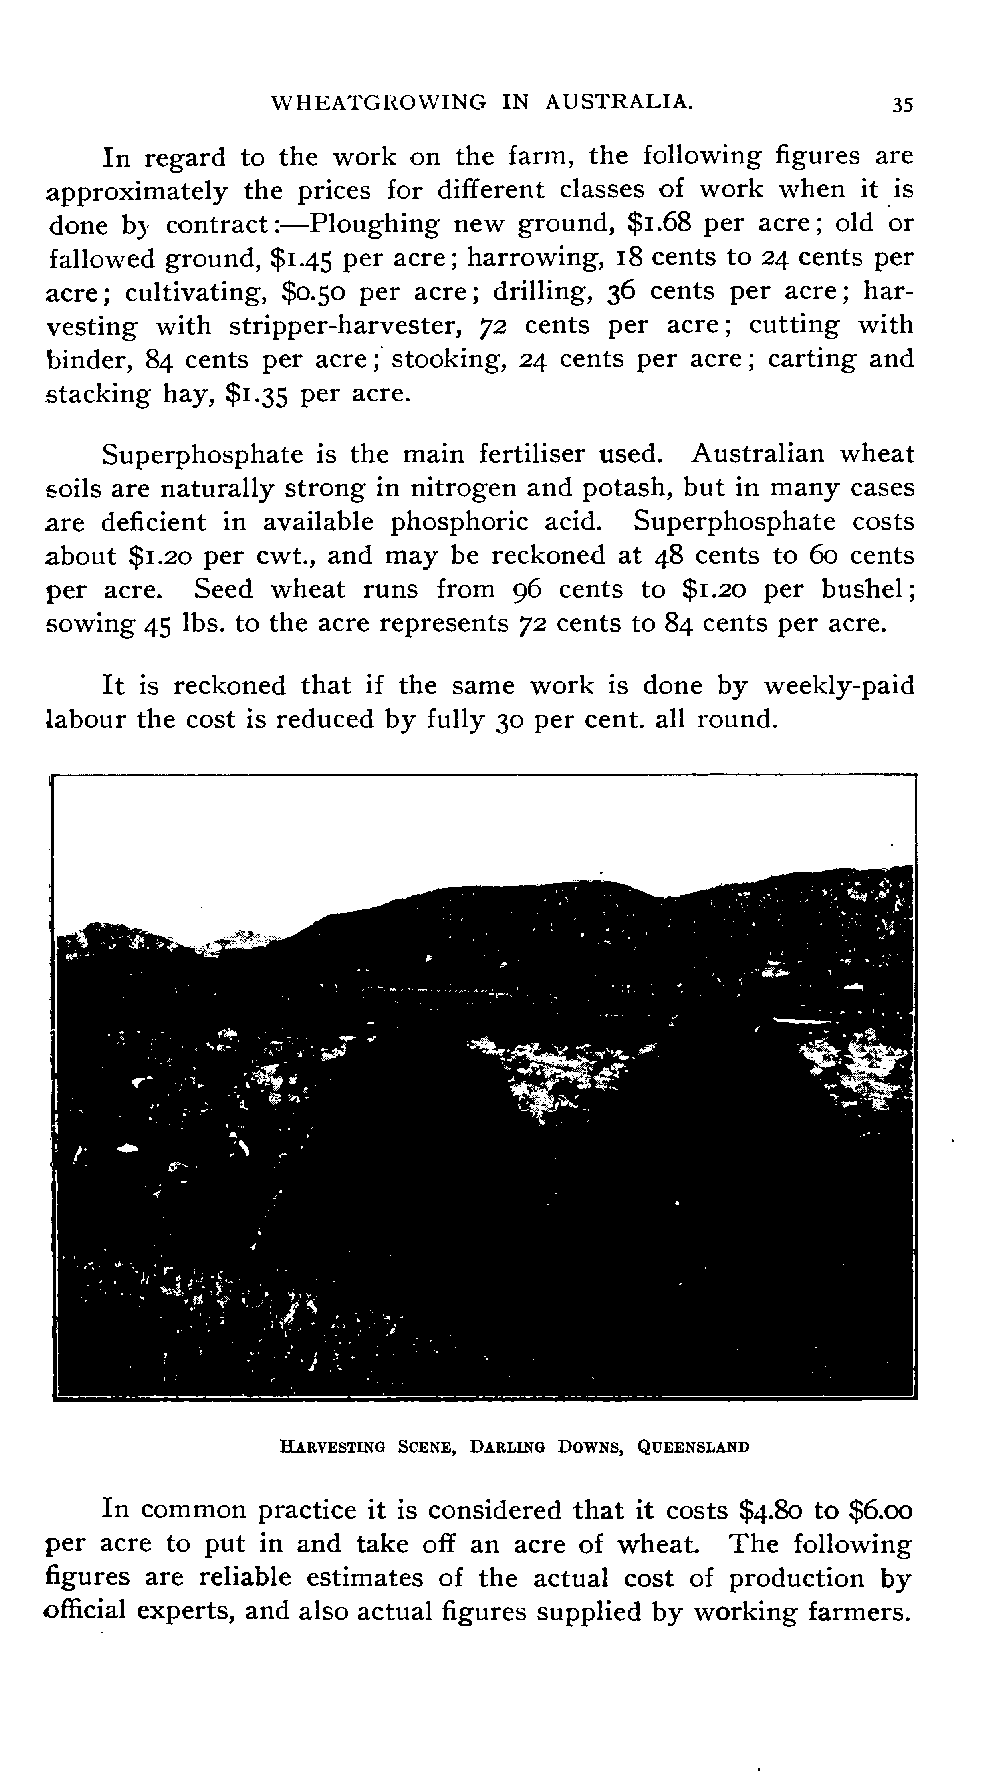 WHEATGROWING IN AUSTRALIA. 35
In regard to the work on the farm, the following figures are
approximately the prices for different classes of work when it is
done by contract:—Ploughing new ground, $1.68 per acre; old or
fallowed ground, $1.45 per acre; harrowing, 18 cents to 24 cents per
acre; cultivating, $0.50 per acre; drilling, 36 cents per acre; har-
vesting with stripper-harvester, 72 cents per acre; cutting with
binder, 84 cents per acre; stooking, 24 cents per acre; carting and
stacking hay, $1.35 per acre.
Superphosphate is the main fertiliser used. Australian wheat
soils are naturally strong in nitrogen and potash, but in many cases
are deficient in available phosphoric acid. Superphosphate costs
about $1.20 per cwt., and may be reckoned at 48 cents to 60 cents
per acre. Seed wheat runs from 96 cents to $1.20 per bushel;
sowing 45 lbs. to the acre represents 72 cents to 84 cents per acre.
It is reckoned that if the same work is done by weekly-paid
labour the cost is reduced by fully 30 per cent. all round.
HARVESTING SCENE, DARLING DOWNS, QUEENSLAND
In common practice it is considered that it costs $4.80 to $6.00
per acre to put in and take off an acre of wheat. The following
figures are reliable estimates of the actual cost of production by
official experts, and also actual figures supplied by working farmers.